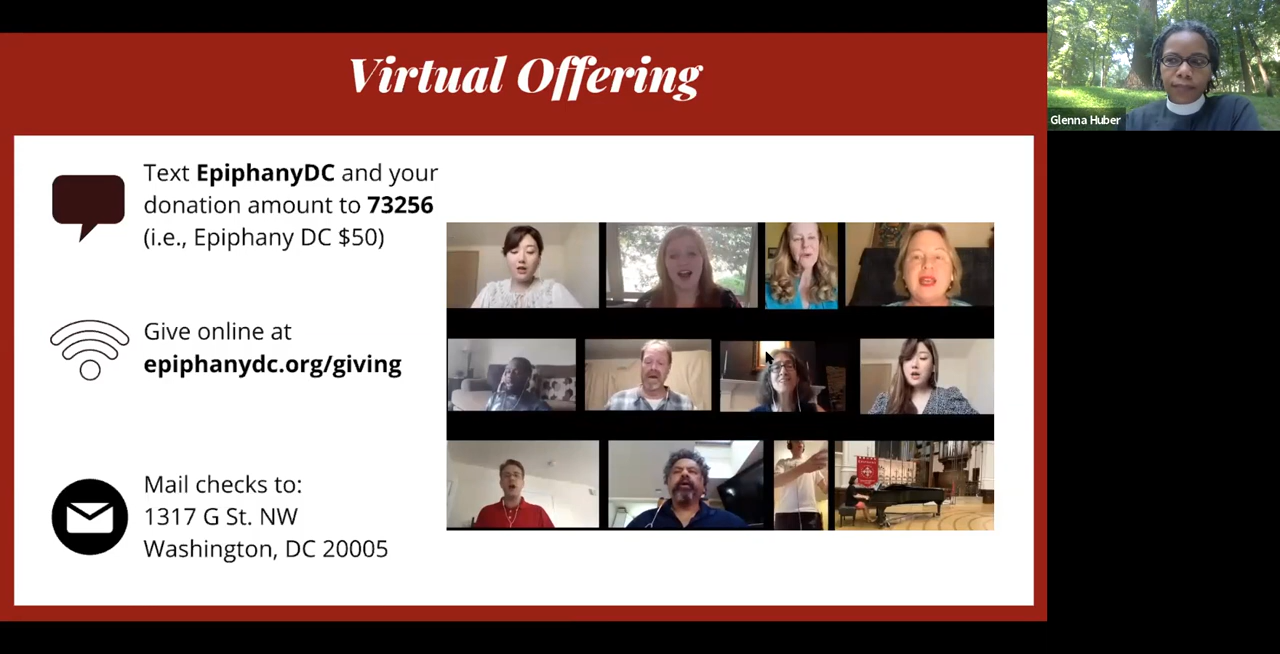 Virtual Offering
Text EpiphanyDC and your
donation amount to 73256
(i.e., Epiphany DC $50)
Give online at
epiphanydc.org/giving
Mail checks to:
1317 G St. NW
Washington, DC 20005
Glenna Huber